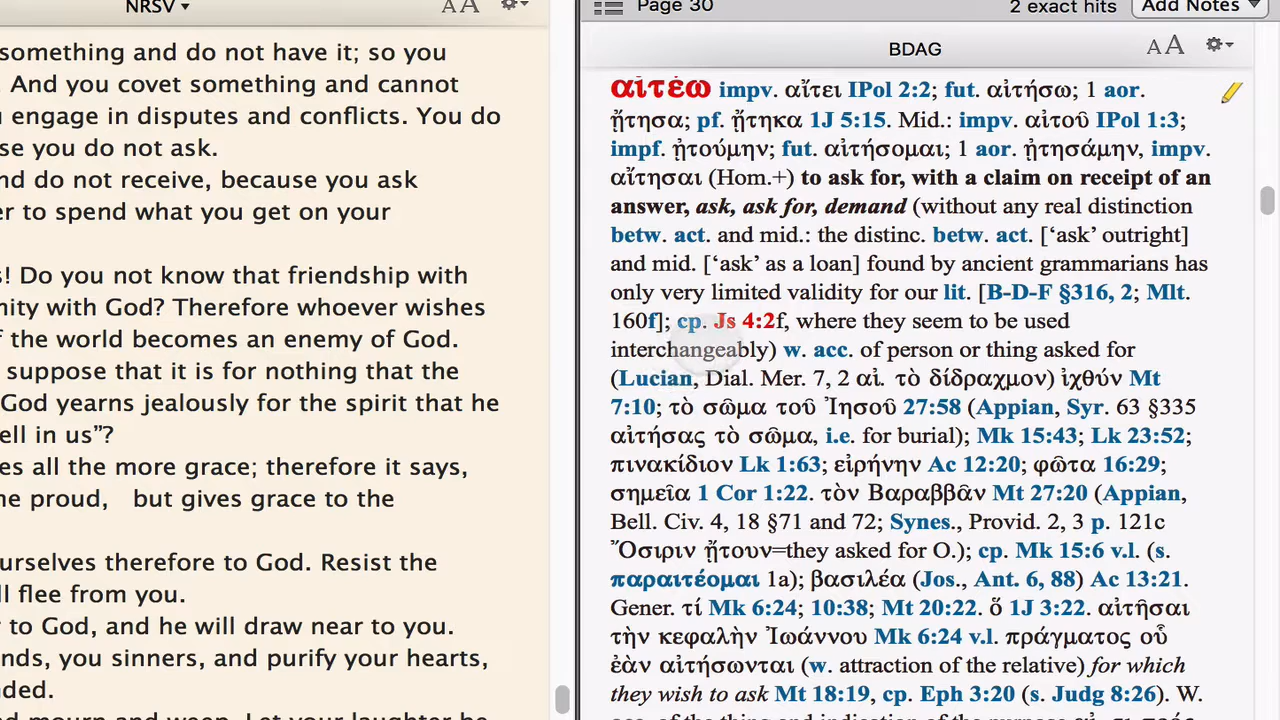 NRSV
something and do not have it; so you
And you covet something and cannot
engage in disputes and conflicts. You do
se you do not ask.
nd do not receive, because you ask
er to spend what you get on your
s! Do you not know that friendship with
nity with God? Therefore whoever wishes
f the world becomes an enemy of God.
suppose that it is for nothing that the
God yearns jealously for the spirit that he
ell in us”?
es all the more grace; therefore it says,
ne proud, but gives grace to the
ourselves therefore to God. Resist the
ll flee from you.
r to God, and he will draw near to you.
nds, you sinners, and purify your hearts,
nded.
nd mourn and weep. Let your laughter be
AA
Page 30
2 exact hits
Add Notes
BDAG
AA
αἰτέω impv. αἴτει IPol 2:2; fut. αἰτήσω; 1 aor.
ᾔτησα; pf. ᾔτηκα 1J 5:15. Mid.: impv. αἰτοῦ IPol 1:3;
impf. ᾐτούμην; fut. αἰτήσομαι; 1 aor. ᾐτησάμην, impv.
αἴτησαι (Hom.+) to ask for, with a claim on receipt of an
answer, ask, ask for, demand (without any real distinction
betw. act. and mid.: the distinc. betw. act. [‘ask’ outright]
and mid. [‘ask’ as a loan] found by ancient grammarians has
only very limited validity for our lit. [B-D-F §316, 2; Mlt.
160f]; cp. Js 4:2f, where they seem to be used
interchangeably) w. acc. of person or thing asked for
(Lucian, Dial. Mer. 7, 2 αἰ. τὸ δίδραχμον) ἰχθύν Mt
7:10; τὸ σῶμα τοῦ Ἰησοῦ 27:58 (Appian, Syr. 63 §335
αἰτήσας τὸ σῶμα, i.e. for burial); Mk 15:43; Lk 23:52;
πινακίδιον Lk 1:63; εἰρήνην Ac 12:20; φῶτα 16:29;
σημεῖα 1 Cor 1:22. τὸν Βαραββᾶν Mt 27:20 (Appian,
Bell. Civ. 4, 18 §71 and 72; Synes., Provid. 2, 3 p. 121c
Ὄσιριν ᾔτουν=they asked for O.); cp. Mk 15:6 v.l. (s.
παραιτέομαι 1a); βασιλέα (Jos., Ant. 6, 88) Ac 13:21.
Gener. τί Mk 6:24; 10:38; Mt 20:22. ὅ 1J 3:22. αἰτῆσαι
τὴν κεφαλὴν Ἰωάννου Mk 6:24 v.l. πράγματος οὗ
ἐὰν αἰτήσωνται (w. attraction of the relative) for which
they wish to ask Mt 18:19, cp. Eph 3:20 (s. Judg 8:26). W.